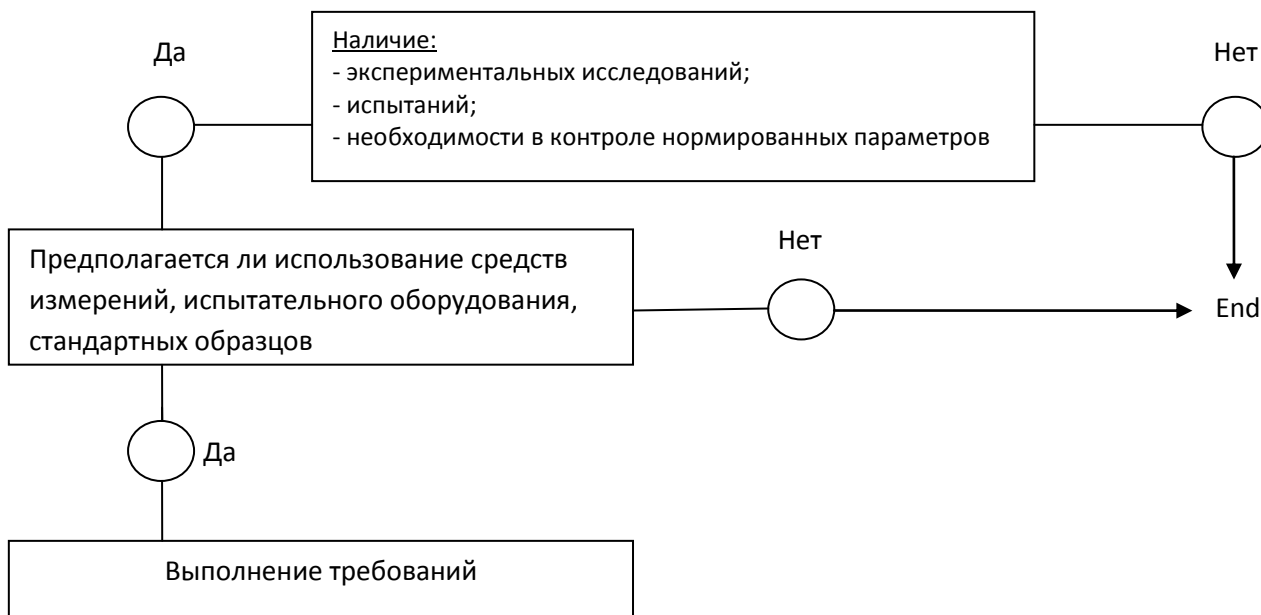 Да
Наличие:
- экспериментальных исследований;
- испытаний;
- необходимости в контроле нормированных параметров
Нет
Предполагается ли использование средств
измерений, испытательного оборудования,
стандартных образцов
Нет
End
Да
Выполнение требований